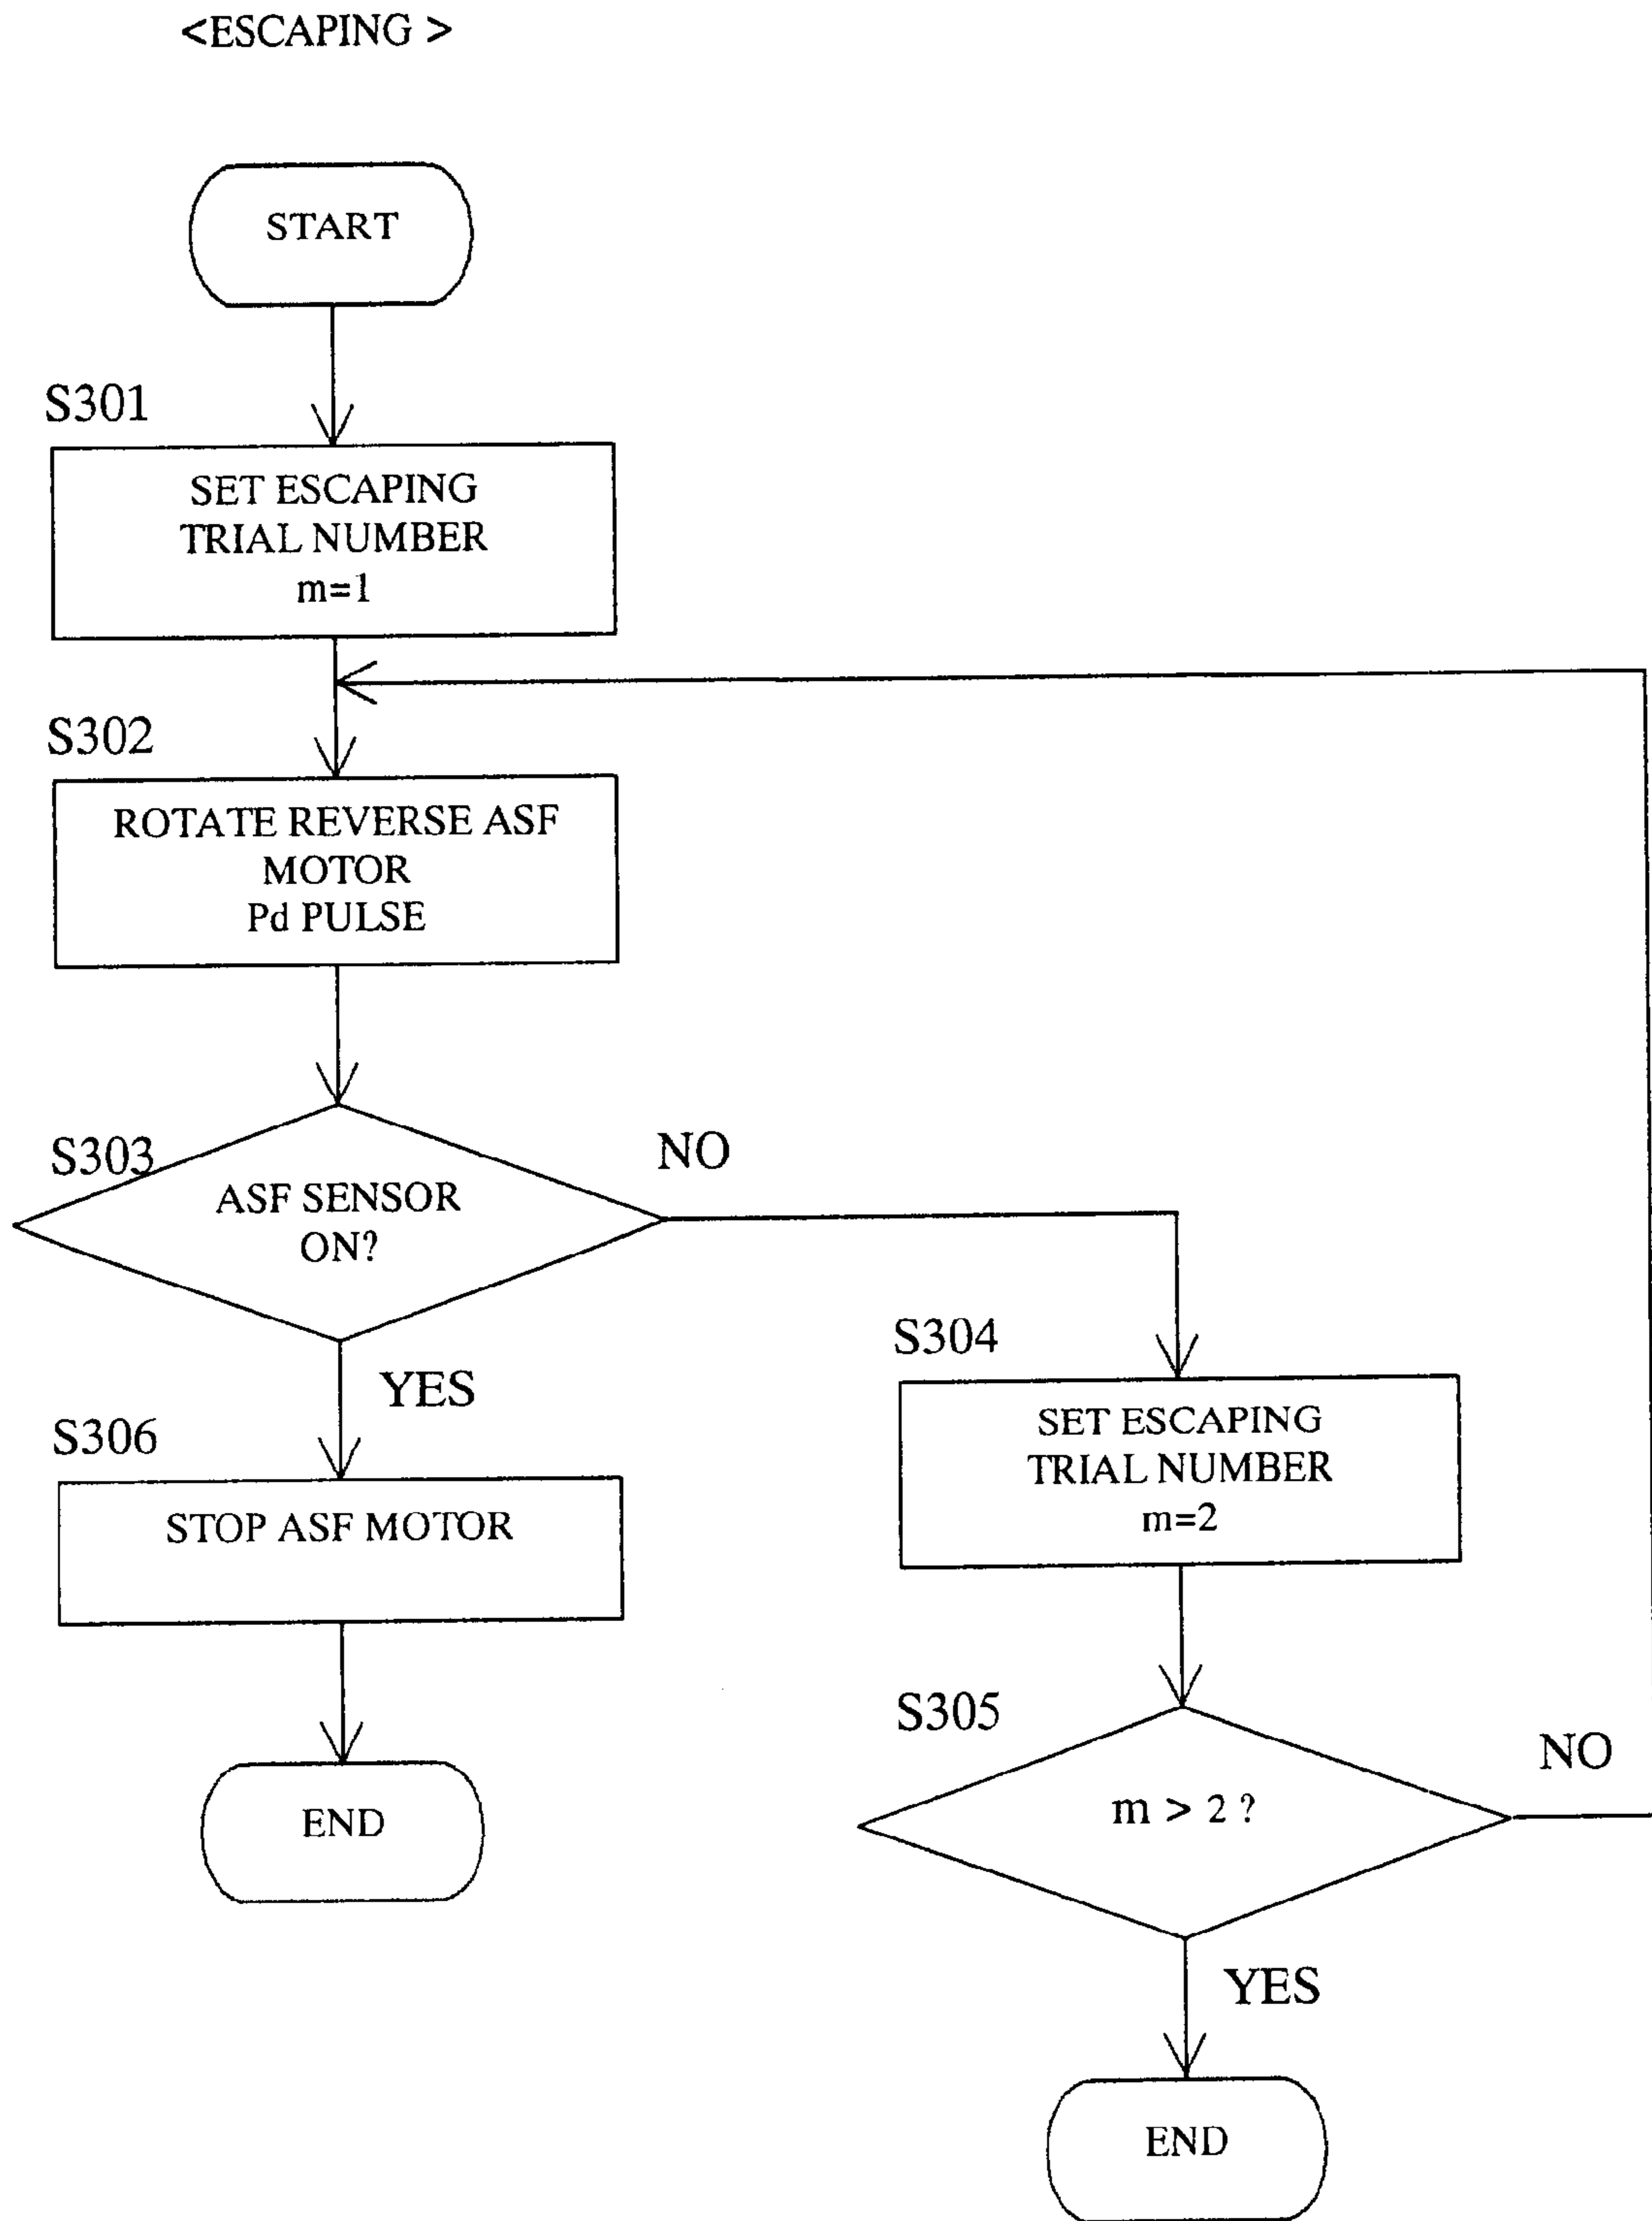 <ESCAPING >
START
S301
SET ESCAPING
TRIAL NUMBER
m=1
S302
ROTATE REVERSE ASF
MOTOR
Pd PULSE
S303
ASF SENSOR
ON?
NO
YES
S304
SET ESCAPING
TRIAL NUMBER
m=2
S306
STOP ASF MOTOR
S305
m > 2 ?
NO
END
YES
END